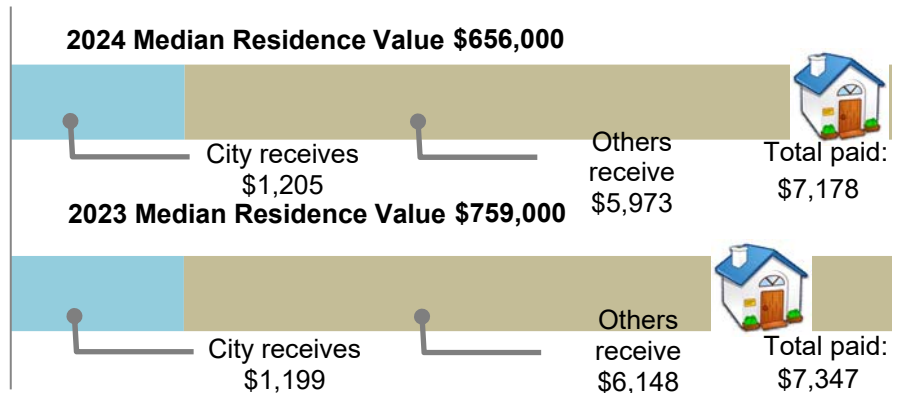 2024 Median Residence Value $656,000
City receives
$1,205
Others
receive
$5,973
Total paid:
$7,178
2023 Median Residence Value $759,000
City receives
$1,199
Others
receive
$6,148
Total paid:
$7,347